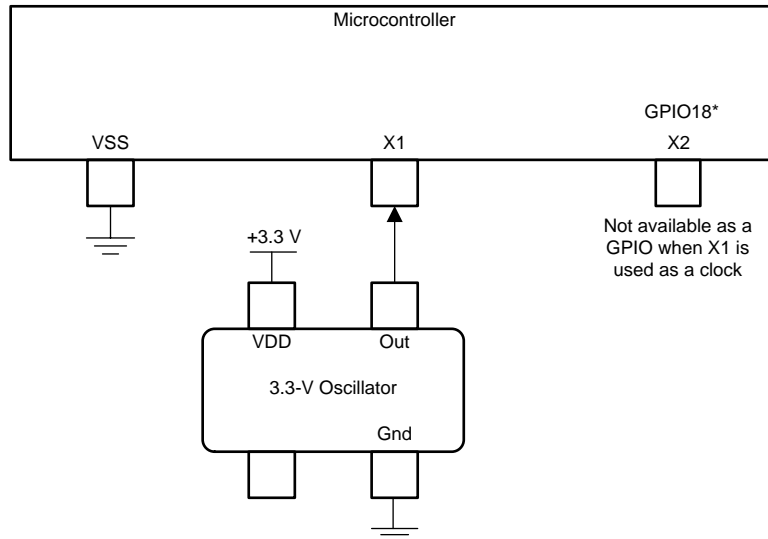 Microcontroller
GPIO18*
VSS
X1
X2
Not available as a
GPIO when X1 is
used as a clock
+3.3 V
VDD
Out
3.3-V Oscillator
Gnd